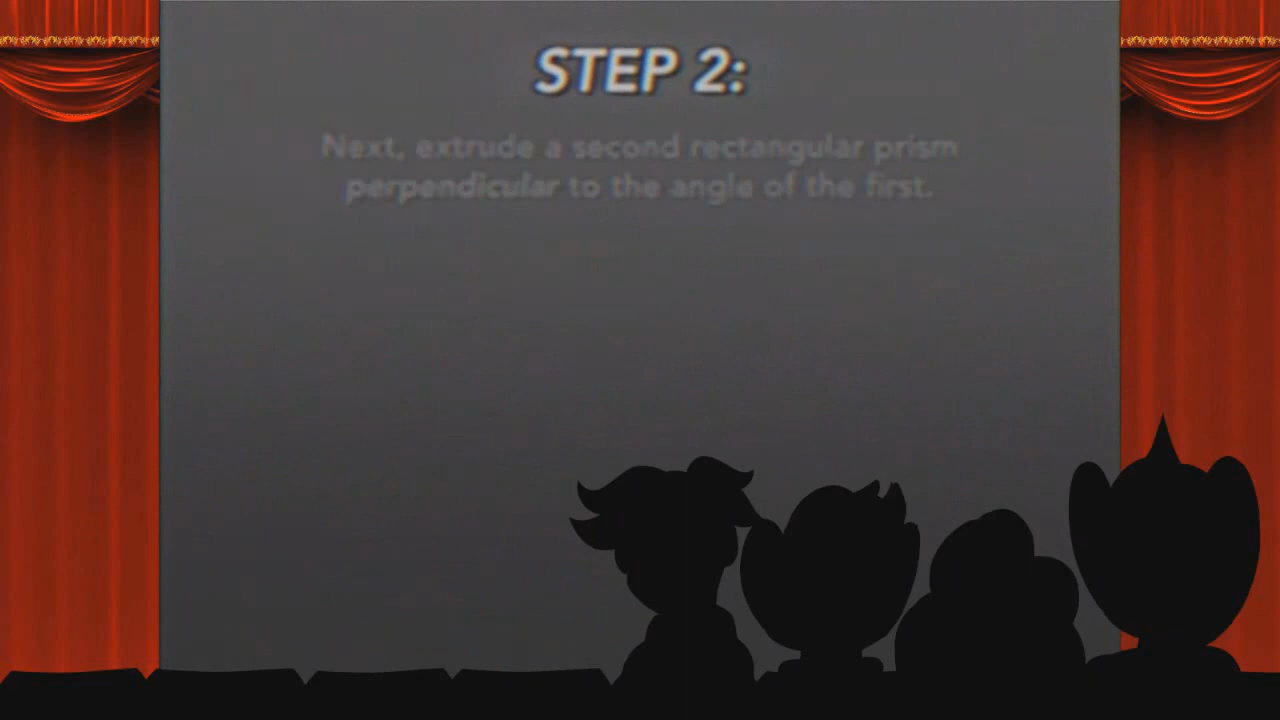 STEP 2:
Next, extrude a second rectangular prism
perpendicular to the angle of the first.